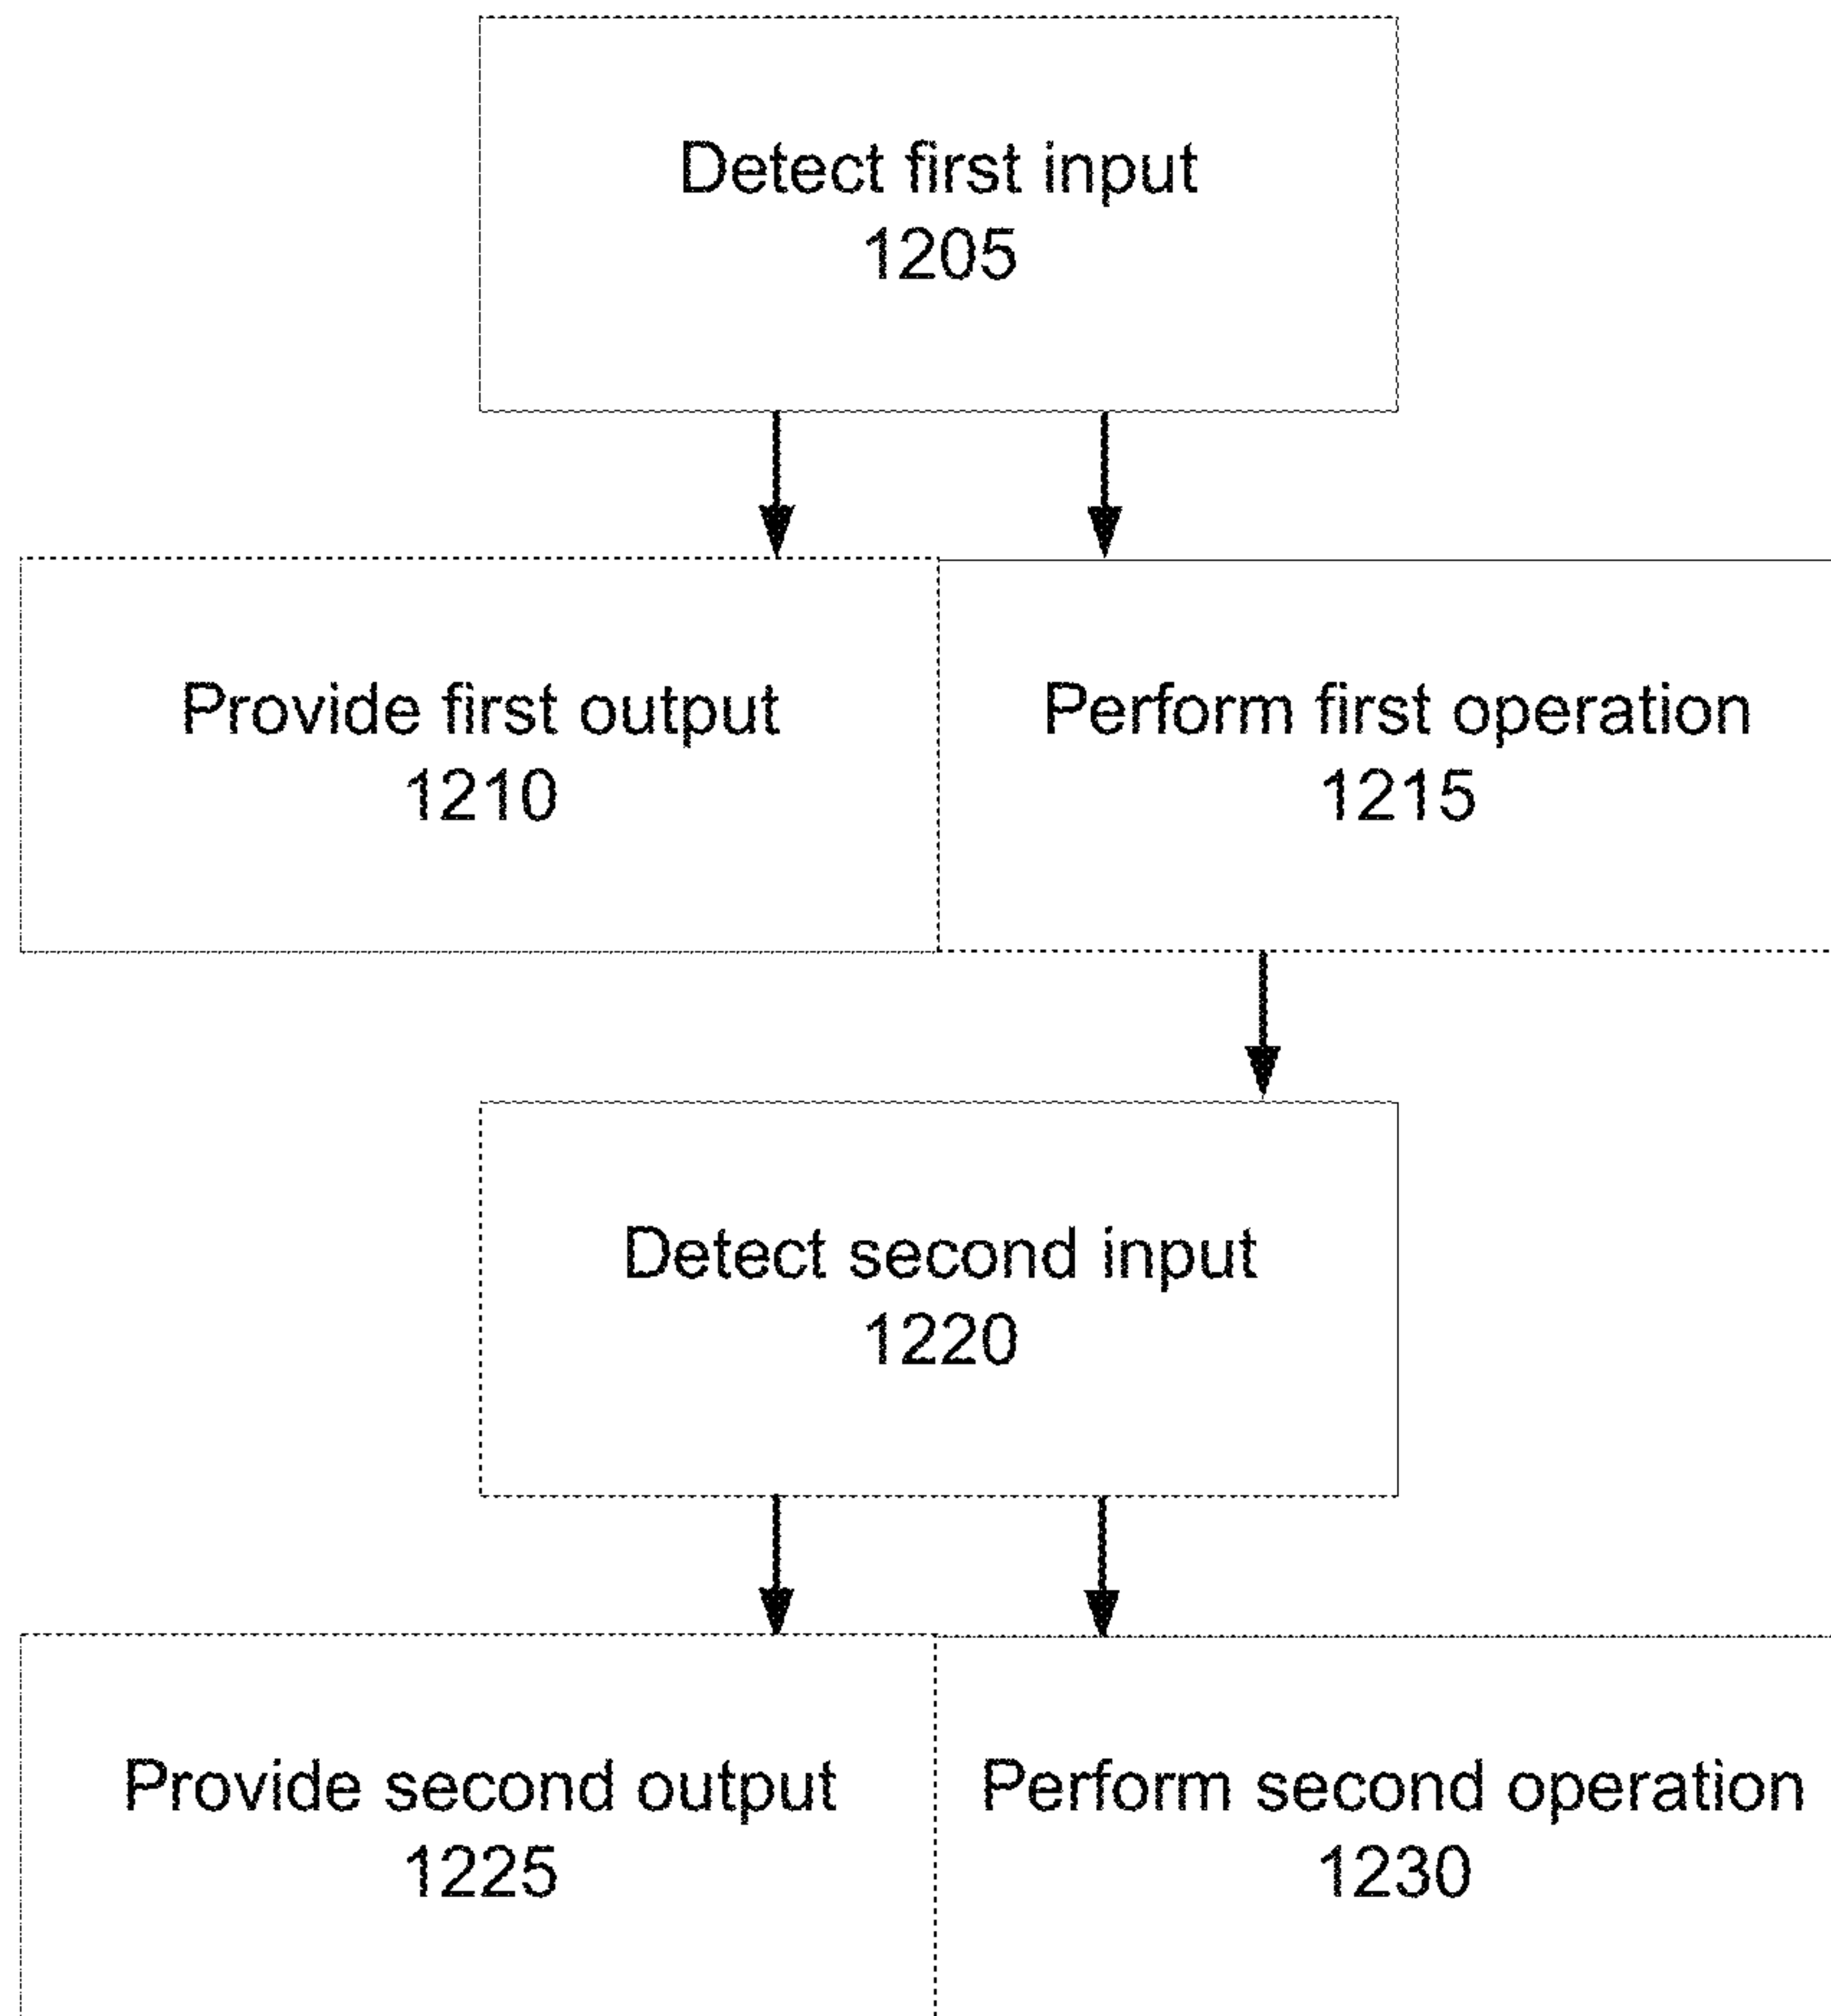 Detect first input
1205
Provide first output
1210
Perform first operation
1215
Detect second input
1220
Provide second output
1225
Perform second operation
1230